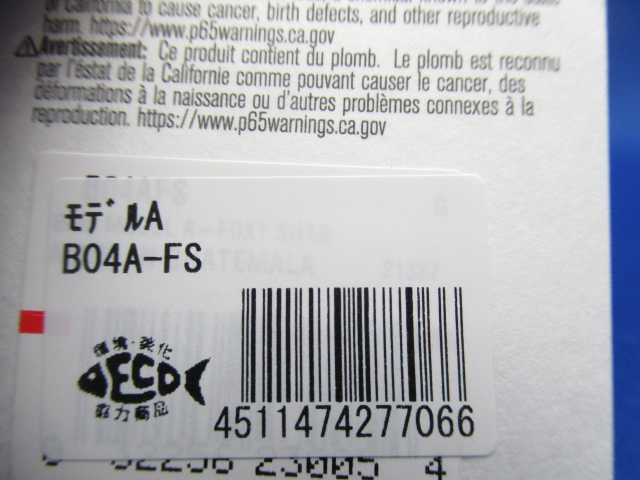 of California to cause cancer, birth defects, and other reproductive
harm. https://www.p65warnings.ca.gov
Avertissement: Ce produit contient du plomb. Le plomb est reconnu
par l'éstat de la Californie comme pouvant causer le cancer, des
déformations à la naissance ou d'autres problèmes connexes à la
reproduction. https://www.p65warnings.ca.gov
ﾓﾃﾞﾙA
B04A-FS
環境・美化
ECO
協力商品
4511474277066